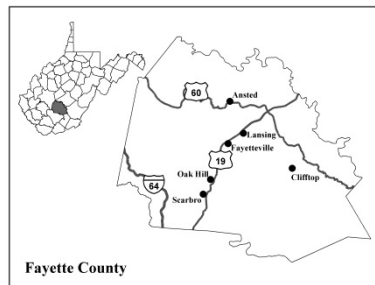 60
Ansted
Lansing
19
Fayetteville
Oak Hill
Clifftop
64
Scarbro
Fayette County